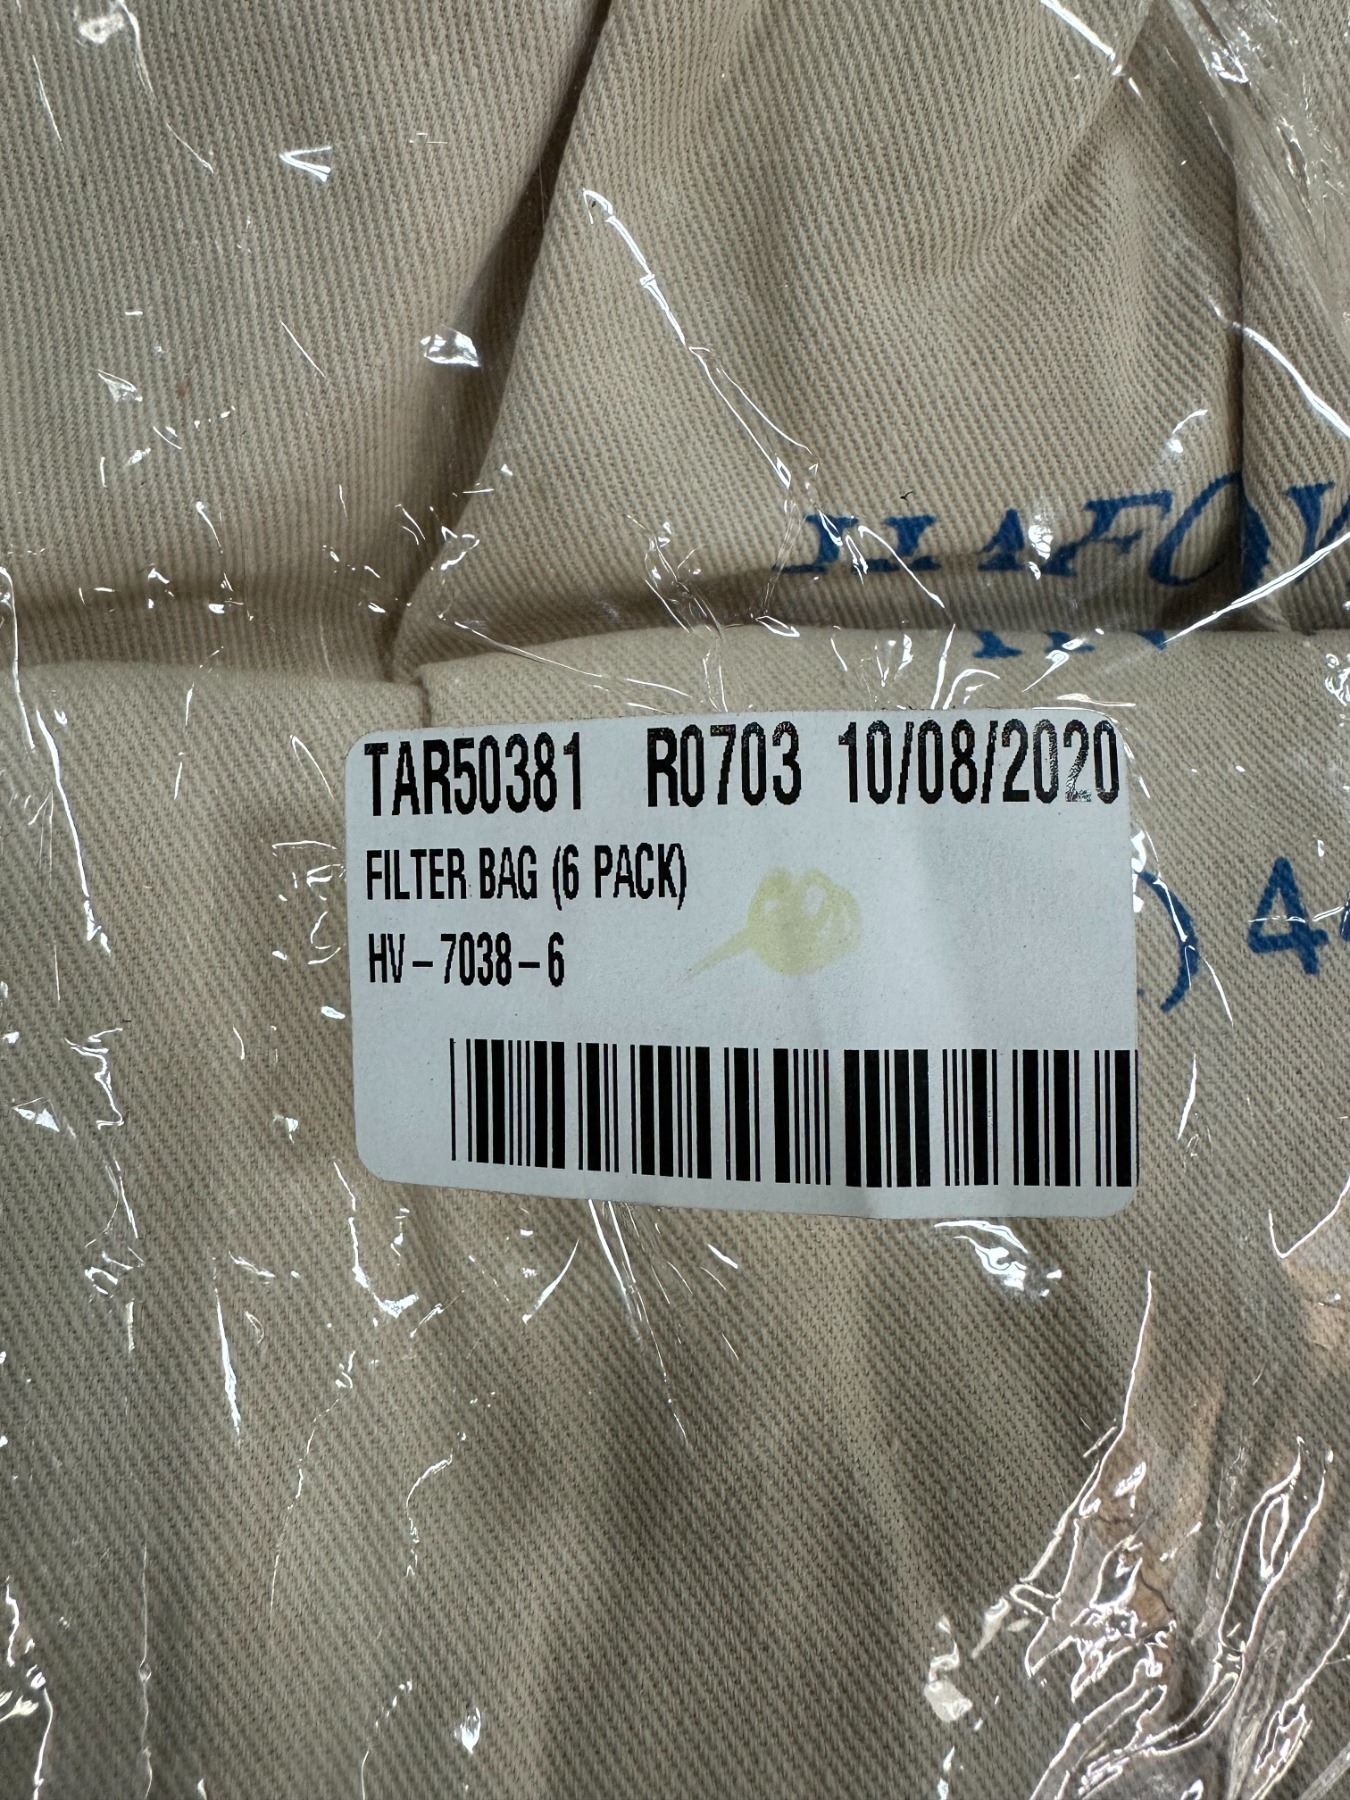 TAR50381 R0703 10/08/2020
FILTER BAG (6 PACK)
HV-7038-6